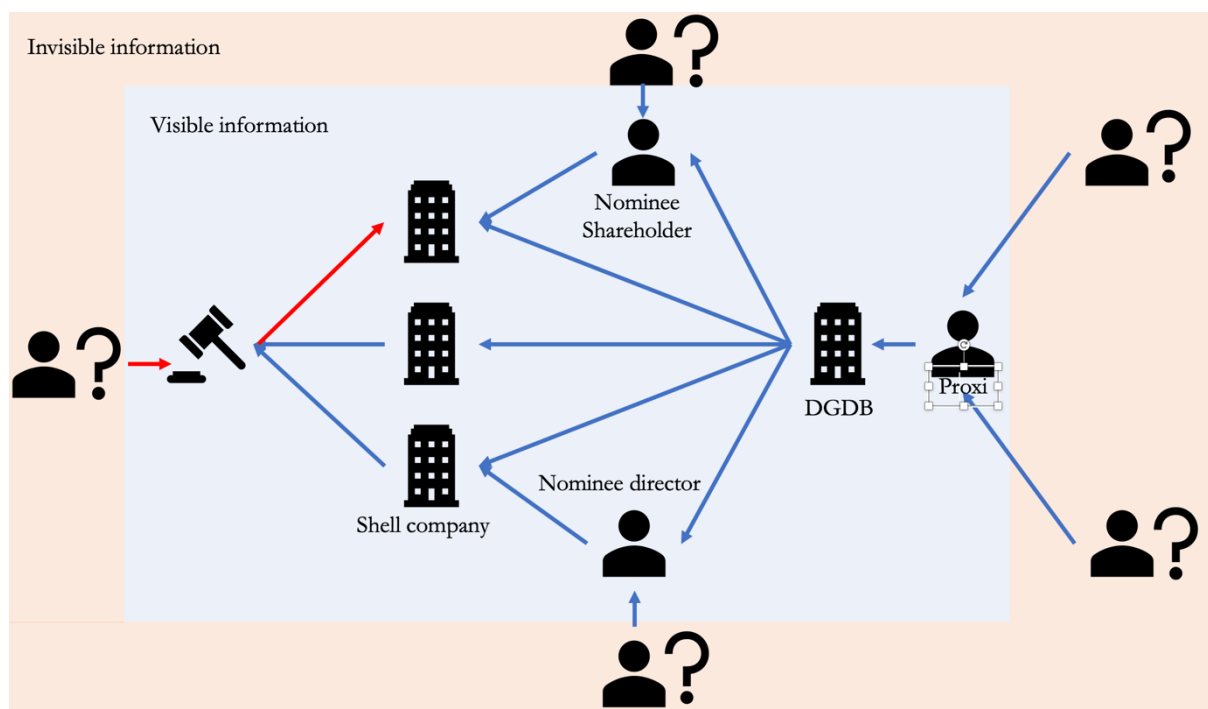 Invisible information
?
?
Visible information
Nominee
Shareholder
?
DGDB
Proxi
Nominee director
Shell company
?
?